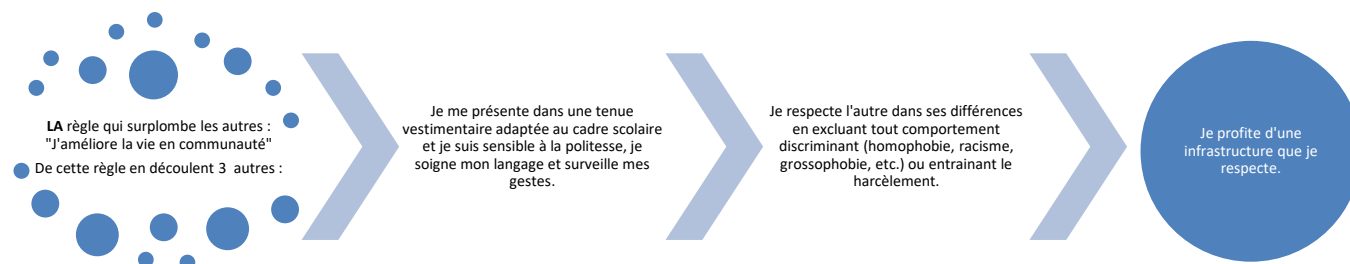 LA règle qui surplombe les autres :
"J'améliore la vie en communauté"
De cette règle en découlent 3 autres :
Je me présente dans une tenue
vestimentaire adaptée au cadre scolaire
et je suis sensible à la politesse, je
soigne mon langage et surveille mes
gestes.
Je respecte l'autre dans ses différences
en excluant tout comportement
discriminant (homophobie, racisme,
grossophobie, etc.) ou entrainant le
harcèlement.
Je profite d'une
infrastructure que je
respecte.